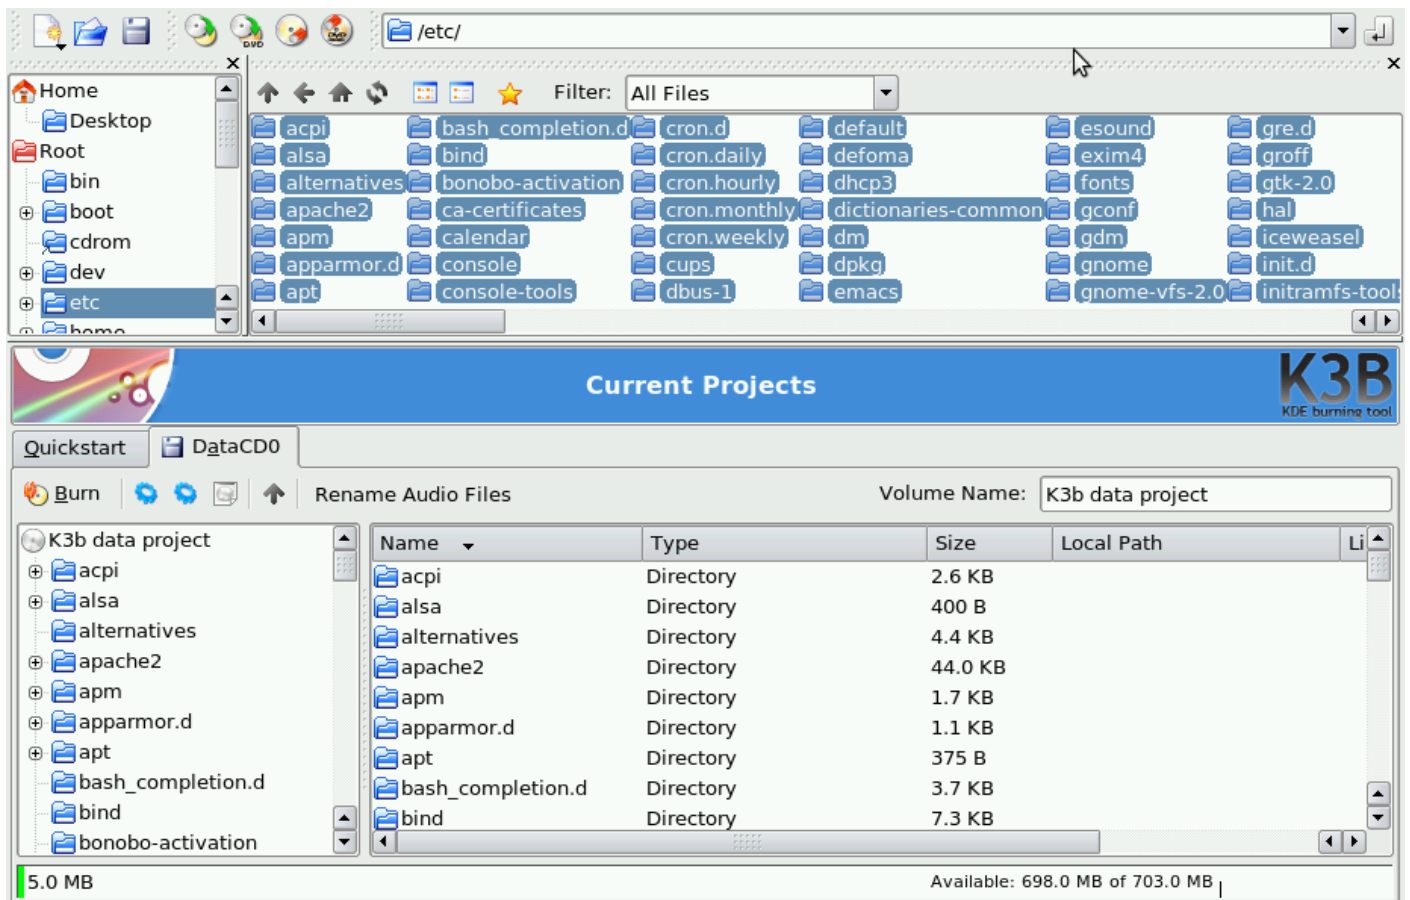 /etc/
Home
Desktop
Root
bin
boot
cdrom
dev
etc
home
Filter: All Files
acpi bash_completion.d cron.d default esound gre.d
alsa bind cron.daily defoma exim4 groff
alternatives bonobo-activation cron.hourly dhcp3 fonts gtk-2.0
apache2 ca-certificates cron.monthly dictionaries-common gconf hal
apm calendar cron.weekly dm gdm iceweasel
apparmor.d console cups dpkg gnome init.d
apt console-tools dbus-1 emacs gnome-vfs-2.0 initramfs-tools
Current Projects
K3B
KDE burning tool
Quickstart DataCD0
Burn Rename Audio Files Volume Name: K3b data project
K3b data project
acpi
alsa
alternatives
apache2
apm
apparmor.d
apt
bash_completion.d
bind
bonobo-activation
Name Type Size Local Path Li
acpi Directory 2.6 KB
alsa Directory 400 B
alternatives Directory 4.4 KB
apache2 Directory 44.0 KB
apm Directory 1.7 KB
apparmor.d Directory 1.1 KB
apt Directory 375 B
bash_completion.d Directory 3.7 KB
bind Directory 7.3 KB
5.0 MB Available: 698.0 MB of 703.0 MB